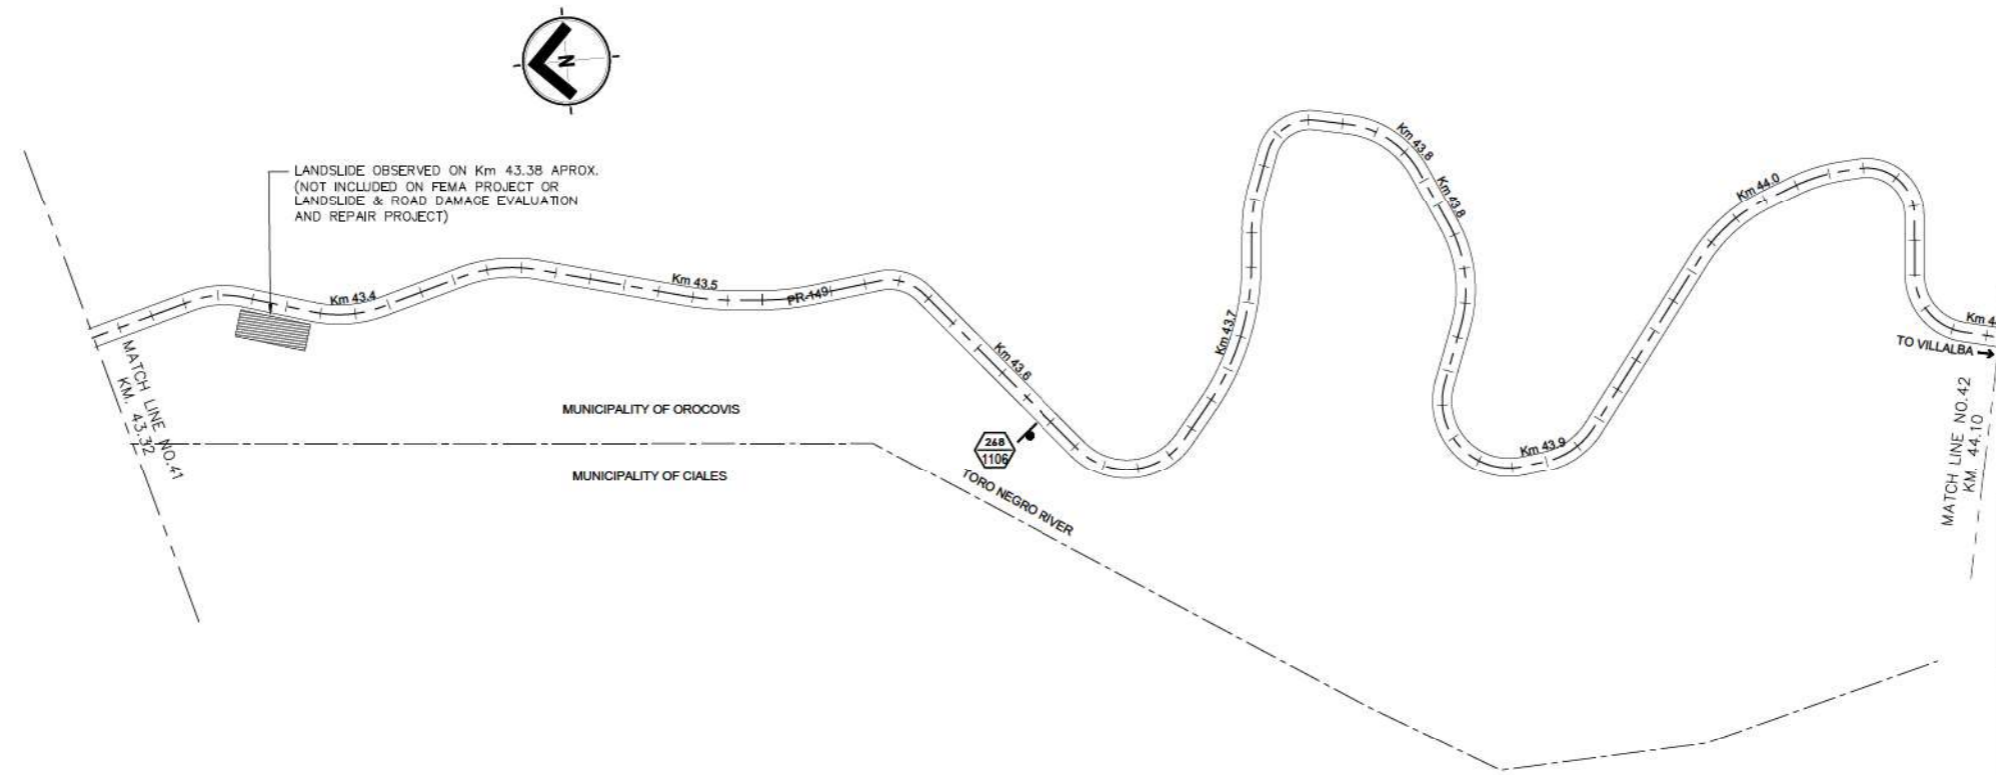 N
LANDSLIDE OBSERVED ON Km 43.38 APROX.
(NOT INCLUDED ON FEMA PROJECT OR
LANDSLIDE & ROAD DAMAGE EVALUATION
AND REPAIR PROJECT)
Km 43.4
Km 43.5
PR-149
Km 43.6
Km 43.7
Km 43.8
Km 43.8
Km 43.9
Km 44.0
Km 4
TO VILLALBA
MATCH LINE NO.41
KM. 43.32
MUNICIPALITY OF OROCOVIS
MUNICIPALITY OF CIALES
268
1106
TORO NEGRO RIVER
MATCH LINE NO.42
KM. 44.10